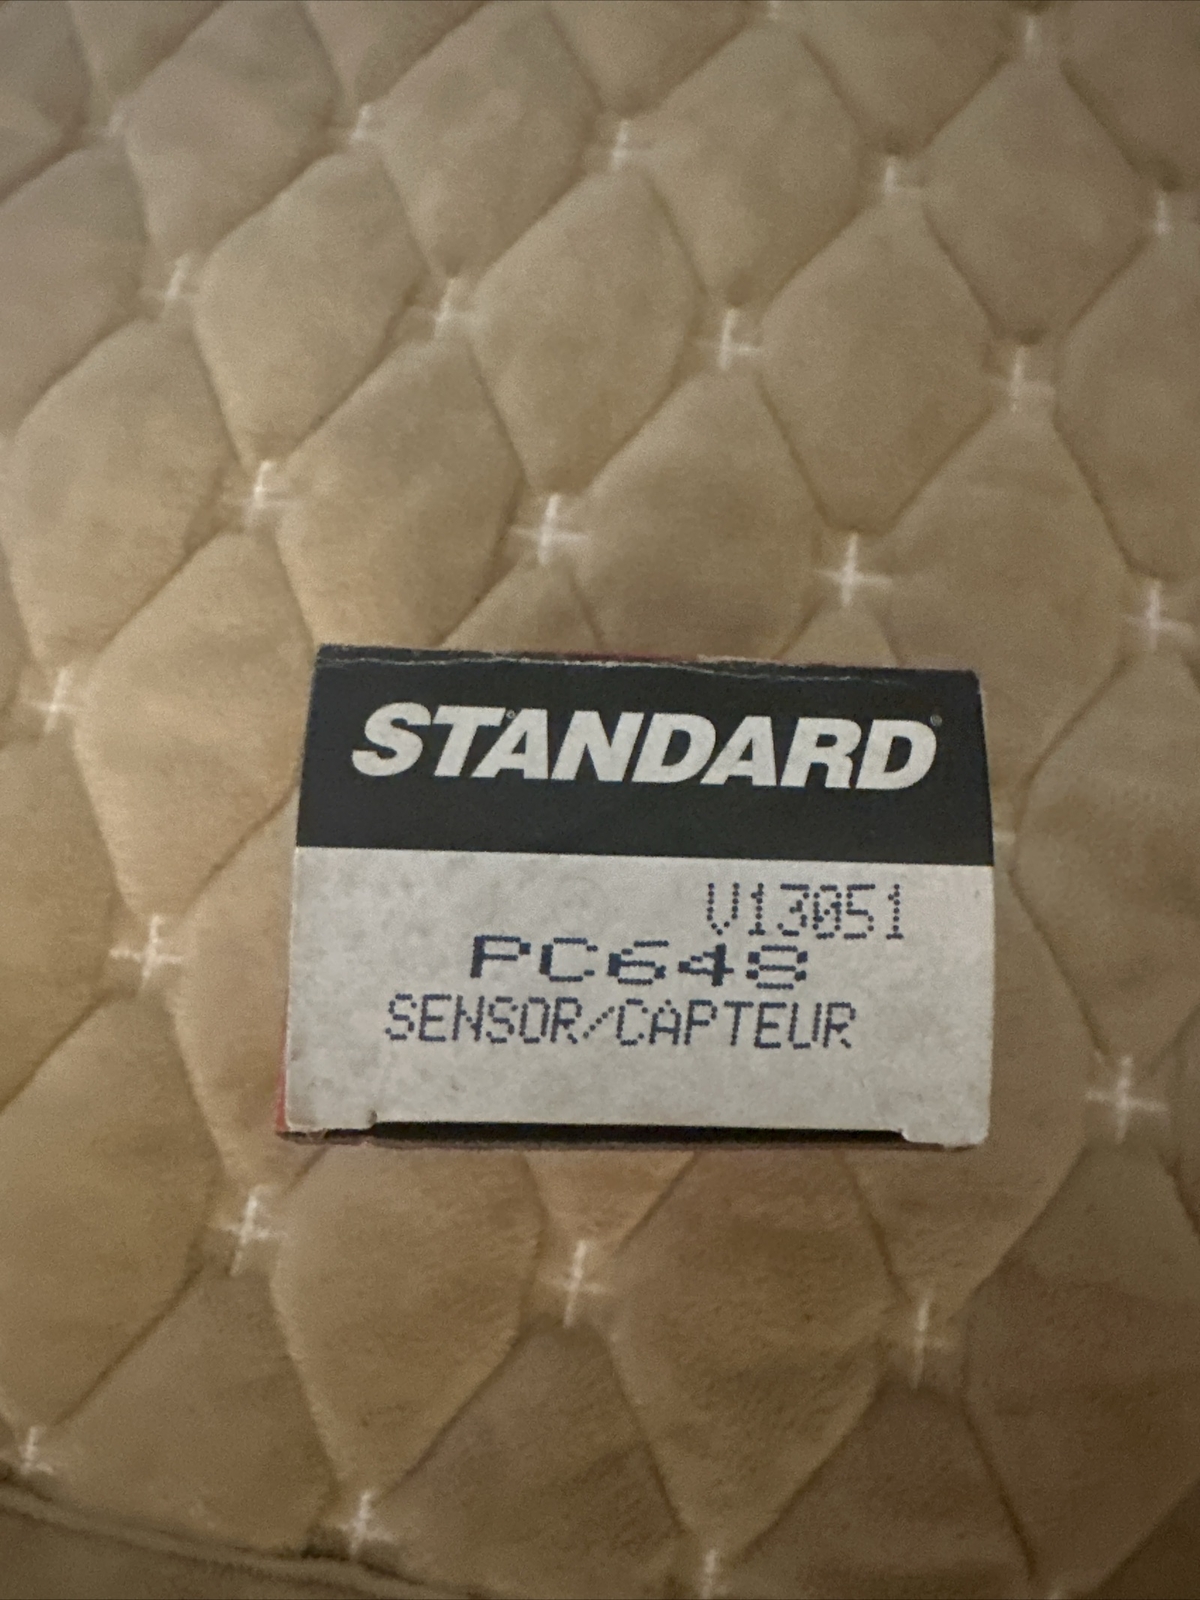 STANDARD
V13051
PC648
SENSOR/CAPTEUR